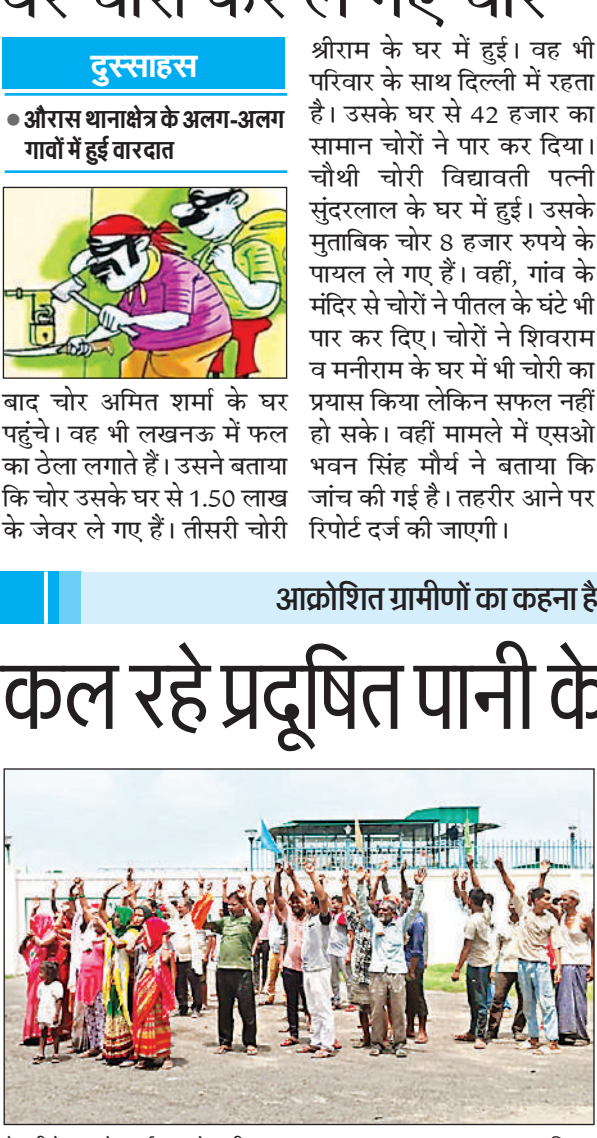 चोरी कर ले गए चोर
दुस्साहस
● औरास थानाक्षेत्र के अलग-अलग
गावों में हुई वारदात
बाद चोर अमित शर्मा के घर
पहुंचे। वह भी लखनऊ में फल
का ठेला लगाते हैं। उसने बताया
कि चोर उसके घर से 1.50 लाख
के जेवर ले गए हैं। तीसरी चोरी
श्रीराम के घर में हुई। वह भी
परिवार के साथ दिल्ली में रहता
है। उसके घर से 42 हजार का
सामान चोरों ने पार कर दिया।
चौथी चोरी विद्यावती पत्नी
सुंदरलाल के घर में हुई। उसके
मुताबिक चोर 8 हजार रुपये के
पायल ले गए हैं। वहीं, गांव के
मंदिर से चोरों ने पीतल के घंटे भी
पार कर दिए। चोरों ने शिवराम
व मनीराम के घर में भी चोरी का
प्रयास किया लेकिन सफल नहीं
हो सके। वहीं मामले में एसओ
भवन सिंह मौर्य ने बताया कि
जांच की गई है। तहरीर आने पर
रिपोर्ट दर्ज की जाएगी।
आक्रोशित ग्रामीणों का कहना है
कल रहे प्रदूषित पानी के